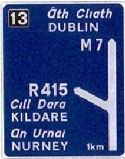 13
Áth Cliath
DUBLIN
M7
R415
Cill Dara
KILDARE
An Urnaí
NURNEY
1km